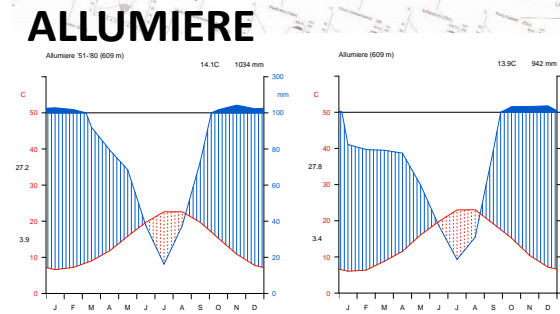 ALLUMIERE
Allumiere '51-'80 (609 m)
14.1C 1034 mm
C
300
mm
50
100
40
80
27.2
30
60
20
40
3.9
10
20
0
0
J F M A M J J A S O N D
Allumiere (609 m)
13.9C 942 mm
C
50
40
27.8
30
20
3.4
10
0
J F M A M J J A S O N D